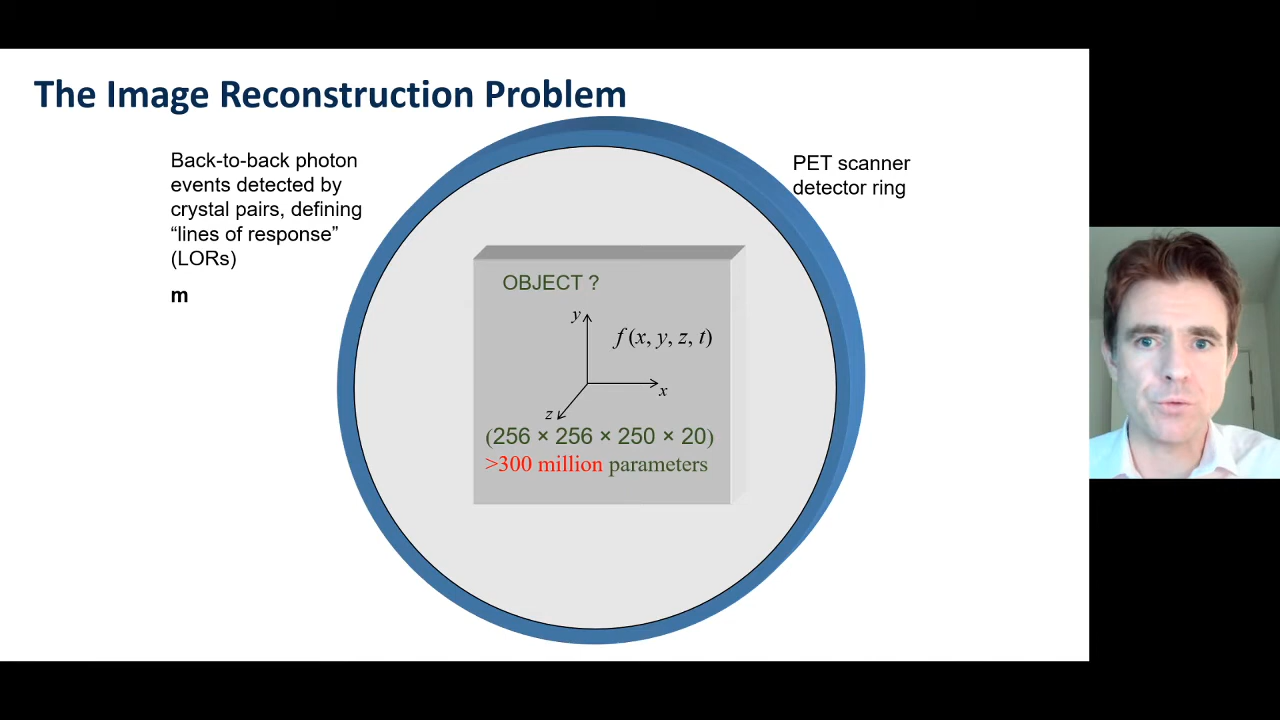 The Image Reconstruction Problem
Back-to-back photon
events detected by
crystal pairs, defining
“lines of response”
(LORs)
m
PET scanner
detector ring
OBJECT ?
y
f (x, y, z, t)
x
z
(256 × 256 × 250 × 20)
>300 million parameters